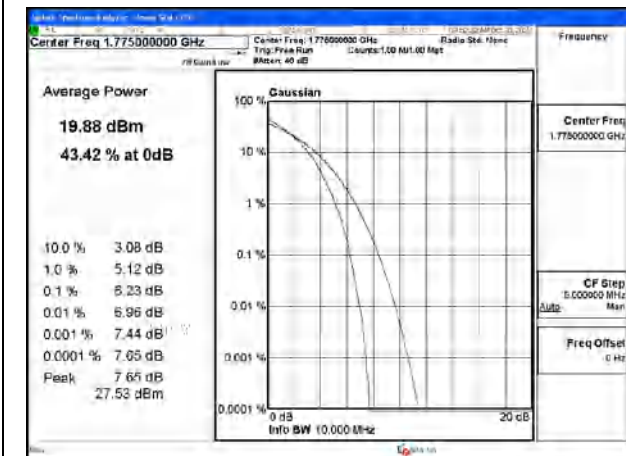 Center Freq 1.775000000 GHz
Center Freq: 1.775000000 GHz
Radio Std: None
Trig: Free Run
Counts:1.00 M/1.00 Mpt
#Atten: 40 dB
Frequency
Average Power
19.88 dBm
43.42 % at 0dB
10.0 % 3.08 dB
1.0 % 5.12 dB
0.1 % 6.23 dB
0.01 % 6.96 dB
0.001 % 7.44 dB
0.0001 % 7.65 dB
Peak 7.65 dB
27.53 dBm
Gaussian
100 %
10 %
1 %
0.1 %
0.01 %
0.001 %
0.0001 %
0 dB
20 dB
Info BW 10.000 MHz
Center Freq
1.775000000 GHz
CF Step
5.000000 MHz
Auto Man
Freq Offset
0 Hz